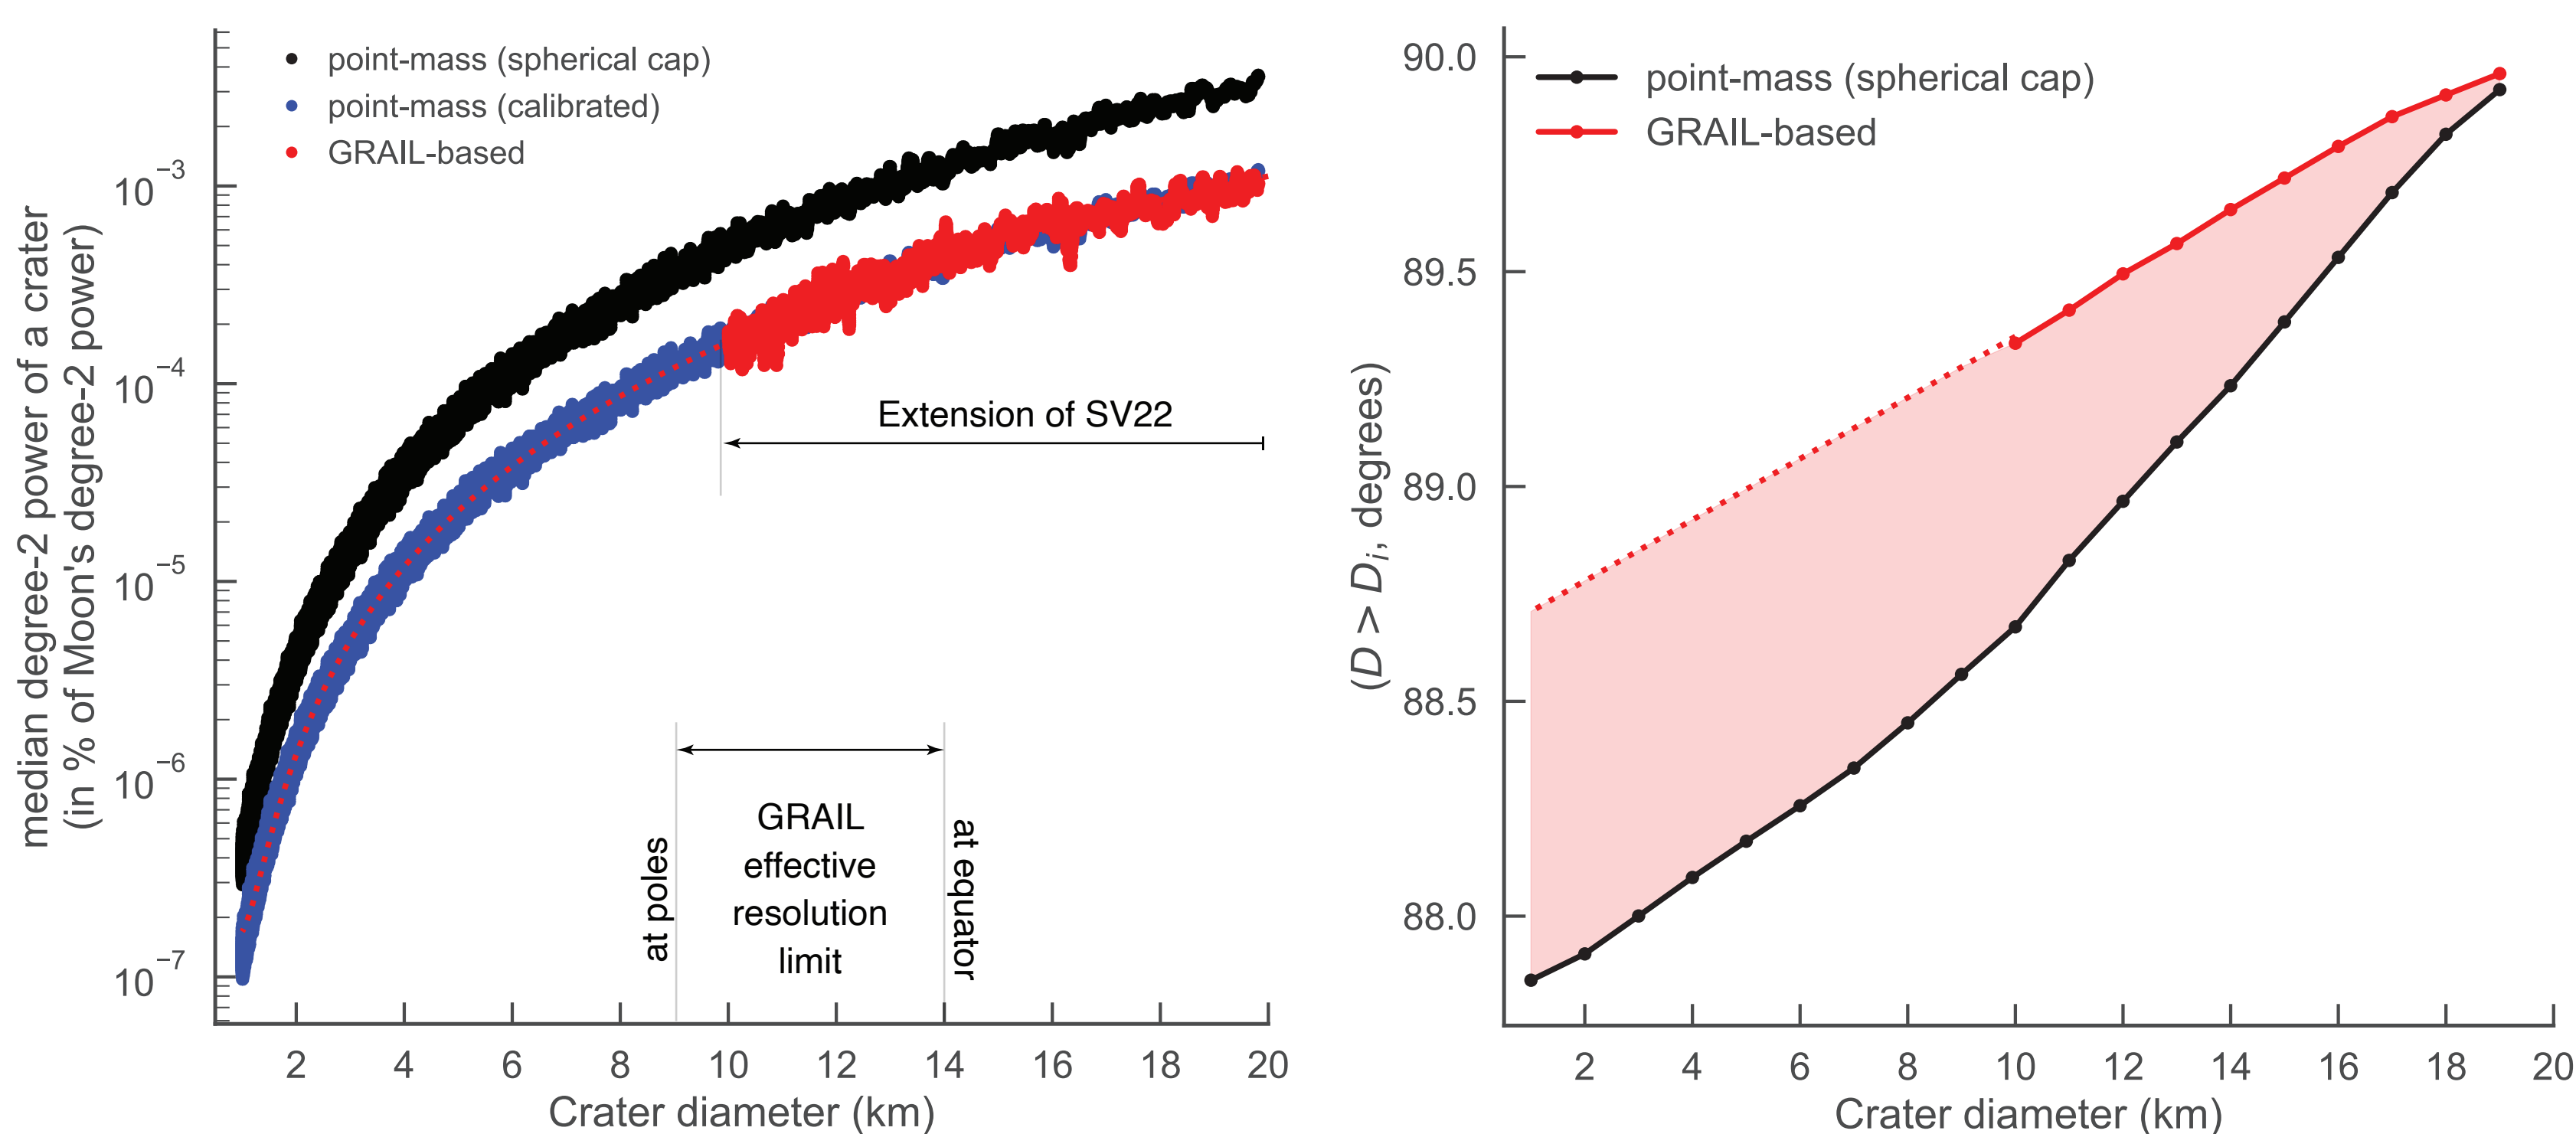 point-mass (spherical cap)
point-mass (calibrated)
GRAIL-based
median degree-2 power of a crater
(in % of Moon's degree-2 power)
10−3
10−4
10−5
10−6
10−7
Extension of SV22
at poles
GRAIL
effective
resolution
limit
at equator
2 4 6 8 10 12 14 16 18 20
Crater diameter (km)
point-mass (spherical cap)
GRAIL-based
(D > Di, degrees)
90.0
89.5
89.0
88.5
88.0
2 4 6 8 10 12 14 16 18 20
Crater diameter (km)